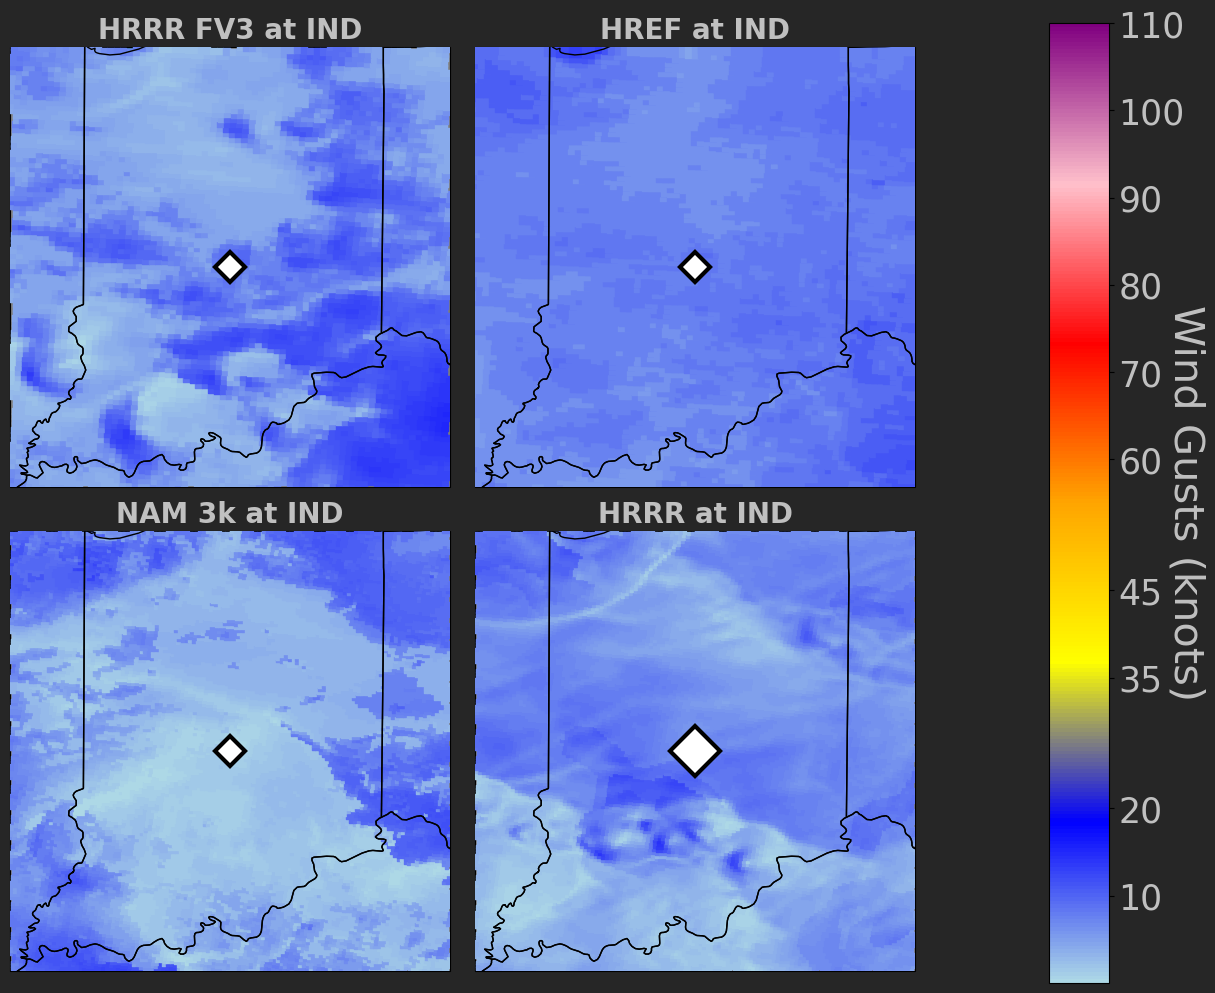 HRRR FV3 at IND
HREF at IND
NAM 3k at IND
HRRR at IND
110
100
90
80
70
60
45
35
20
10
Wind Gusts (knots)